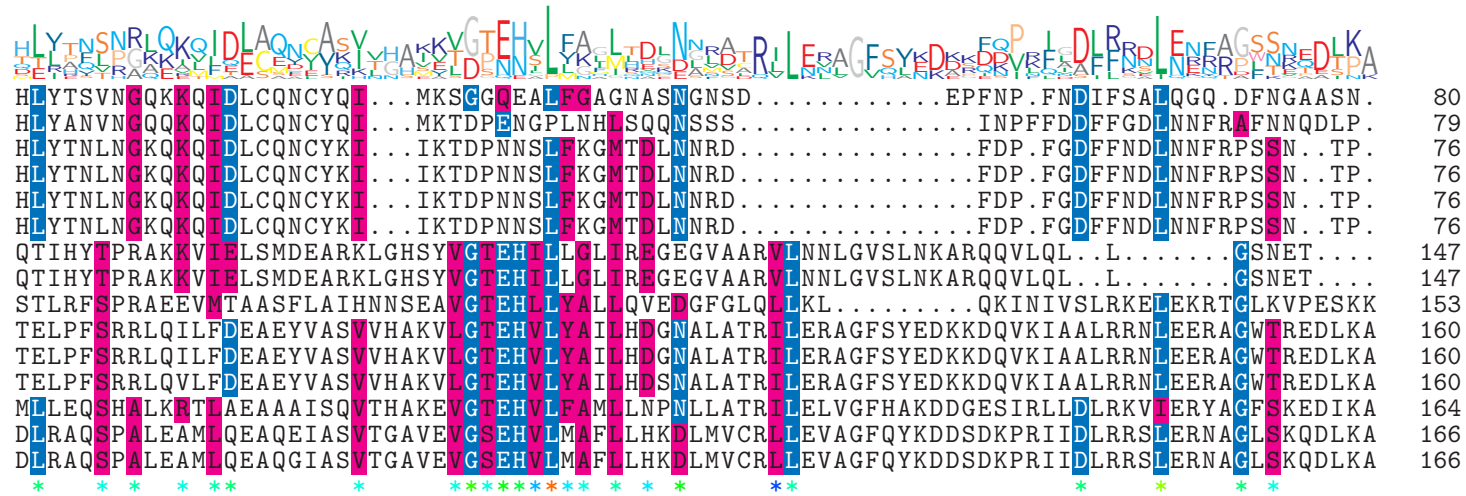 HLYTSVNGQKKQIDLCQNCYQI...MKSGGQEALFGAGNASNGNSD............EPFNP.FNDIFSALQGQ.DFNGAASN. 80
HLYANVNGQQKQIDLCQNCYQI...MKTDPENGPLNHLSQQNSSS...............INPFFDDFFGDLNNFRAFNNQDLP. 79
HLYTNLNGKQKQIDLCQNCYKI...IKTDPNNSLFKGMTDLNNRD...............FDP.FGDFFNDLNNFRPSSN..TP. 76
HLYTNLNGKQKQIDLCQNCYKI...IKTDPNNSLFKGMTDLNNRD...............FDP.FGDFFNDLNNFRPSSN..TP. 76
HLYTNLNGKQKQIDLCQNCYKI...IKTDPNNSLFKGMTDLNNRD...............FDP.FGDFFNDLNNFRPSSN..TP. 76
HLYTNLNGKQKQIDLCQNCYKI...IKTDPNNSLFKGMTDLNNRD...............FDP.FGDFFNDLNNFRPSSN..TP. 76
QTIHYTPRAKKVIELSMDEARKLGHSYVGTEHILLGLIREGEGVAARVLNNLGVSLNKARQQVLQL..L.......GSNET.... 147
QTIHYTPRAKKVIELSMDEARKLGHSYVGTEHILLGLIREGEGVAARVLNNLGVSLNKARQQVLQL..L.......GSNET.... 147
STLRFSPRAEEVMTAASFLAIHNNSEAVGTEHLLYALLQVEDGFGLQLLKL.........QKINIVSLRKELEKRTGLKVPESKK 153
TELPFSRRLQILFDEAEYVASVVHAKVLGTEHVLYAILHDGNALATRILERAGFSYEDKKDQVKIAALRRNLEERAGWTREDLKA 160
TELPFSRRLQILFDEAEYVASVVHAKVLGTEHVLYAILHDGNALATRILERAGFSYEDKKDQVKIAALRRNLEERAGWTREDLKA 160
TELPFSRRLQVLFDEAEYVASVVHAKVLGTEHVLYAILHDSNALATRILERAGFSYEDKKDQVKIAALRRNLEERAGWTREDLKA 160
MLLEQSHALKRTLAEAAAISQVTHAKEVGTEHVLFAMLLNPNLLATRILELVGFHAKDDGESIRLLDLRKVIERYAGFSKEDIKA 164
DLRAQSPALEAMLQEAQEIASVTGAVEVGSEHVLMAFLLHKDLMVCRLLEVAGFQYKDDSDKPRIIDLRRSLERNAGLSKQDLKA 166
DLRAQSPALEAMLQEAQGIASVTGAVEVGSEHVLMAFLLHKDLMVCRLLEVAGFQYKDDSDKPRIIDLRRSLERNAGLSKQDLKA 166